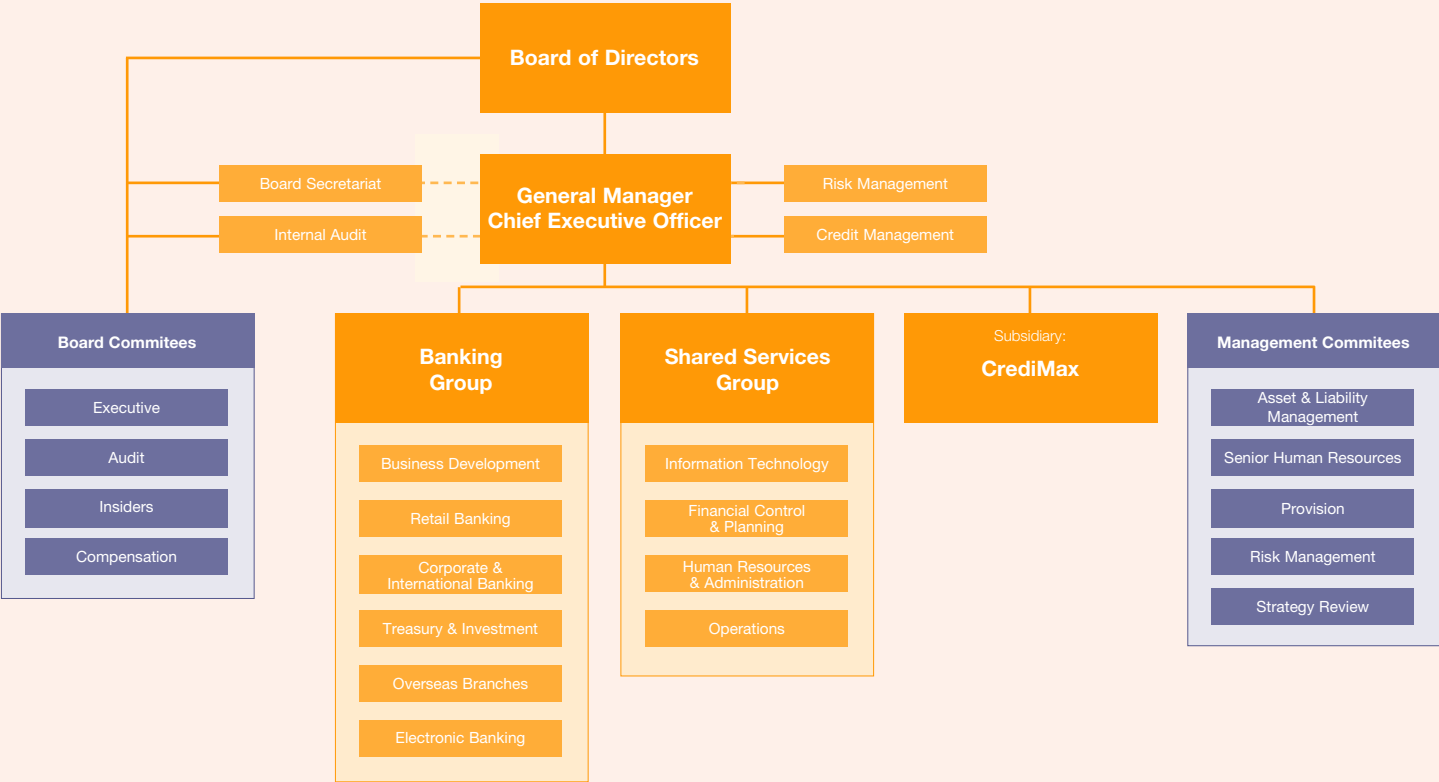 Board of Directors
Board Secretariat
Internal Audit
General Manager
Chief Executive Officer
Risk Management
Credit Management
Board Commitees
Executive
Audit
Insiders
Compensation
Banking
Group
Business Development
Retail Banking
Corporate &
International Banking
Treasury & Investment
Overseas Branches
Electronic Banking
Shared Services
Group
Information Technology
Financial Control
& Planning
Human Resources
& Administration
Operations
Subsidiary:
CrediMax
Management Commitees
Asset & Liability
Management
Senior Human Resources
Provision
Risk Management
Strategy Review